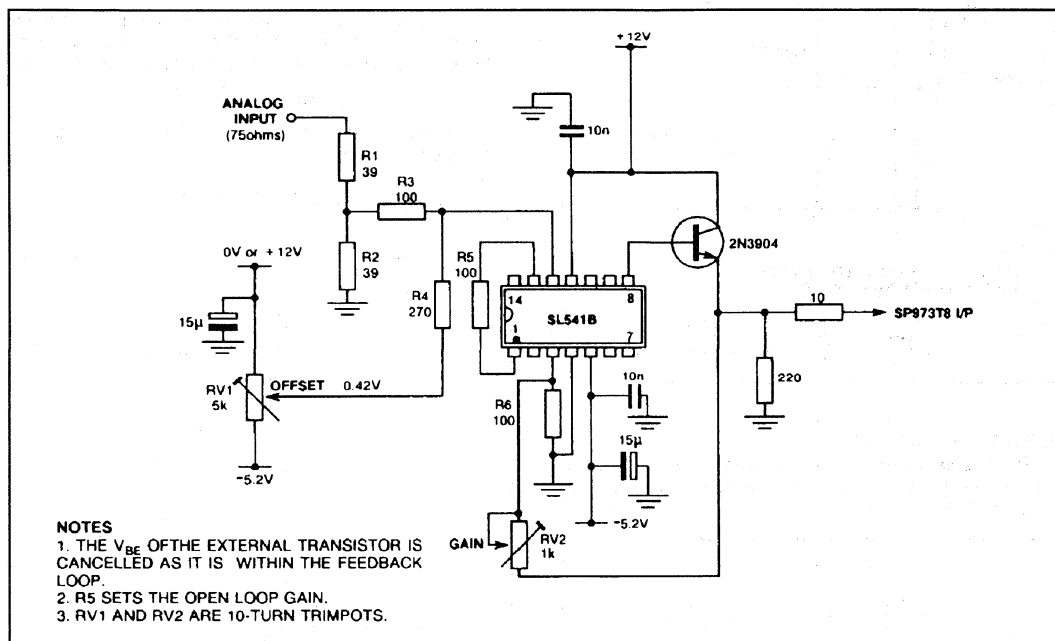 +12V
ANALOG
INPUT
(75ohms)
10n
R1
39
R3
100
2N3904
0V or +12V
R2
39
R5
100
R4
270
14
8
SL541B
1
7
10
SP973T8 I/P
15µ
220
OFFSET 0.42V
RV1
5k
R6
100
10n
15µ
-5.2V
-5.2V
GAIN
RV2
1k
NOTES
1. THE VBE OFTHE EXTERNAL TRANSISTOR IS
CANCELLED AS IT IS WITHIN THE FEEDBACK
LOOP.
2. R5 SETS THE OPEN LOOP GAIN.
3. RV1 AND RV2 ARE 10-TURN TRIMPOTS.